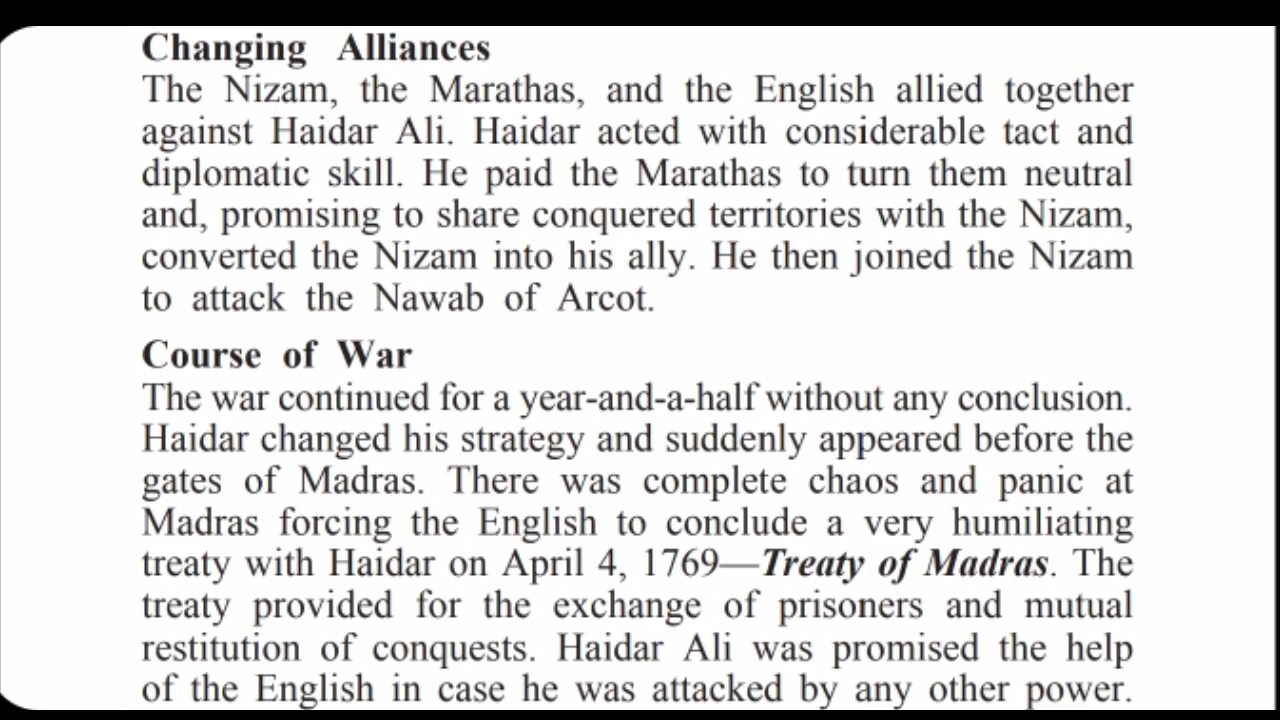 Changing Alliances
The Nizam, the Marathas, and the English allied together
against Haidar Ali. Haidar acted with considerable tact and
diplomatic skill. He paid the Marathas to turn them neutral
and, promising to share conquered territories with the Nizam,
converted the Nizam into his ally. He then joined the Nizam
to attack the Nawab of Arcot.
Course of War
The war continued for a year-and-a-half without any conclusion.
Haidar changed his strategy and suddenly appeared before the
gates of Madras. There was complete chaos and panic at
Madras forcing the English to conclude a very humiliating
treaty with Haidar on April 4, 1769—Treaty of Madras. The
treaty provided for the exchange of prisoners and mutual
restitution of conquests. Haidar Ali was promised the help
of the English in case he was attacked by any other power.